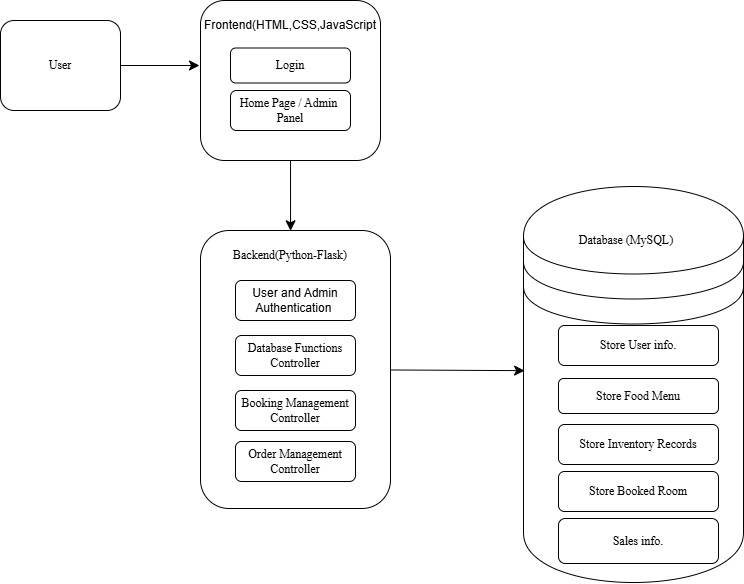 User
Frontend(HTML,CSS,JavaScript
Login
Home Page / Admin
Panel
Backend(Python-Flask)
User and Admin
Authentication
Database Functions
Controller
Booking Management
Controller
Order Management
Controller
Database (MySQL)
Store User info.
Store Food Menu
Store Inventory Records
Store Booked Room
Sales info.